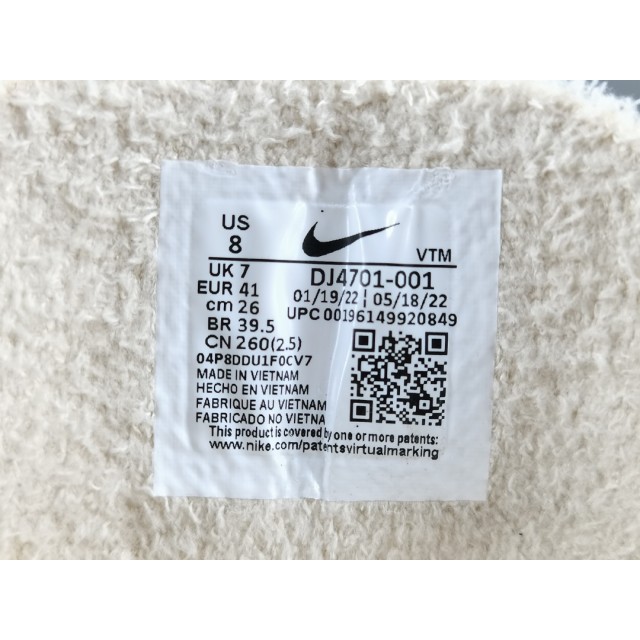 US
8
VTM
UK 7
DJ4701-001
EUR 41
01/19/22 | 05/18/22
cm 26
UPC 00196149920849
BR 39.5
CN 260(2.5)
04P8DDU1F0CV7
MADE IN VIETNAM
HECHO EN VIETNAM
FABRIQUE AU VIETNAM
FABRICADO NO VIETNA
This product is covered by one or more patents:
www.nike.com/patentsvirtualmarking